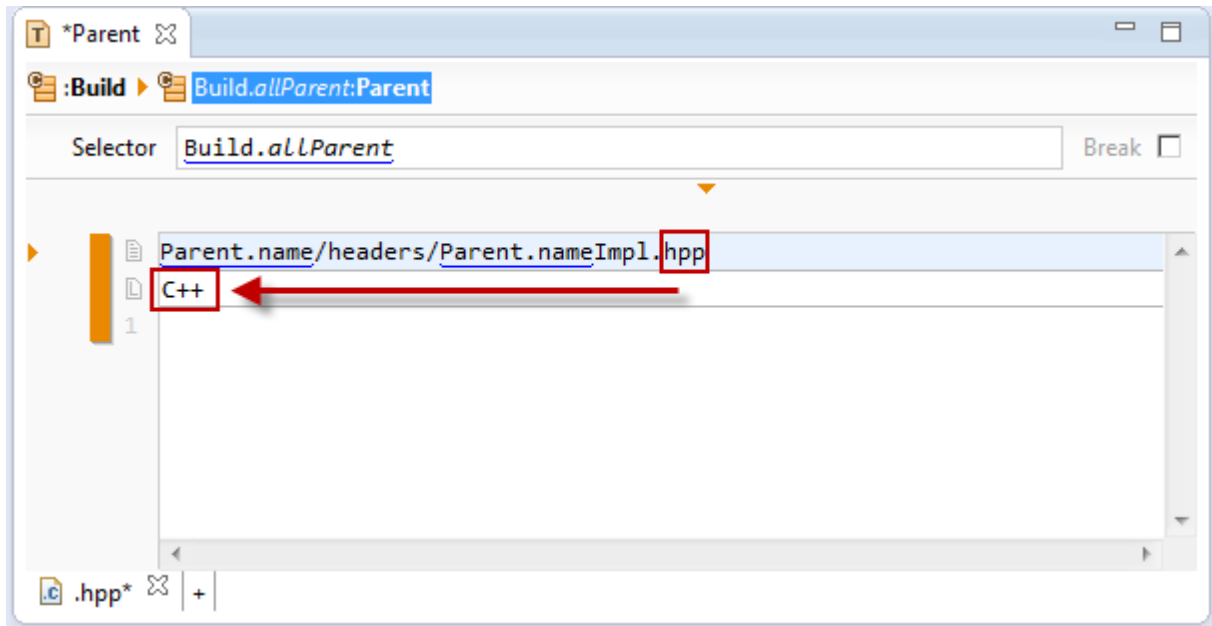 *Parent
:Build Build.allParent:Parent
Selector Build.allParent Break
Parent.name/headers/Parent.nameImpl.hpp
C++
1
.hpp* +